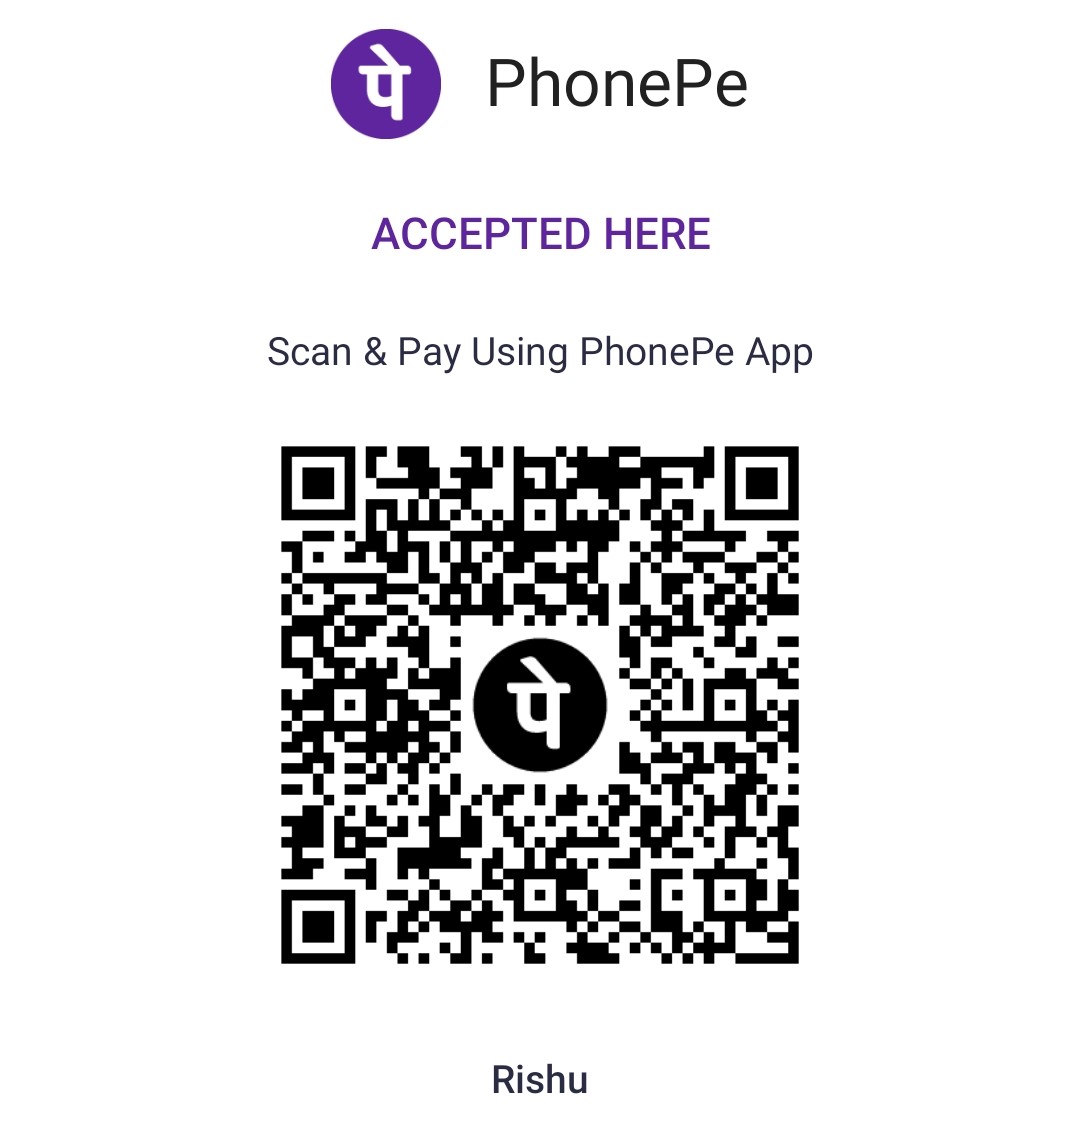 पे PhonePe
ACCEPTED HERE
Scan & Pay Using PhonePe App
पे
Rishu